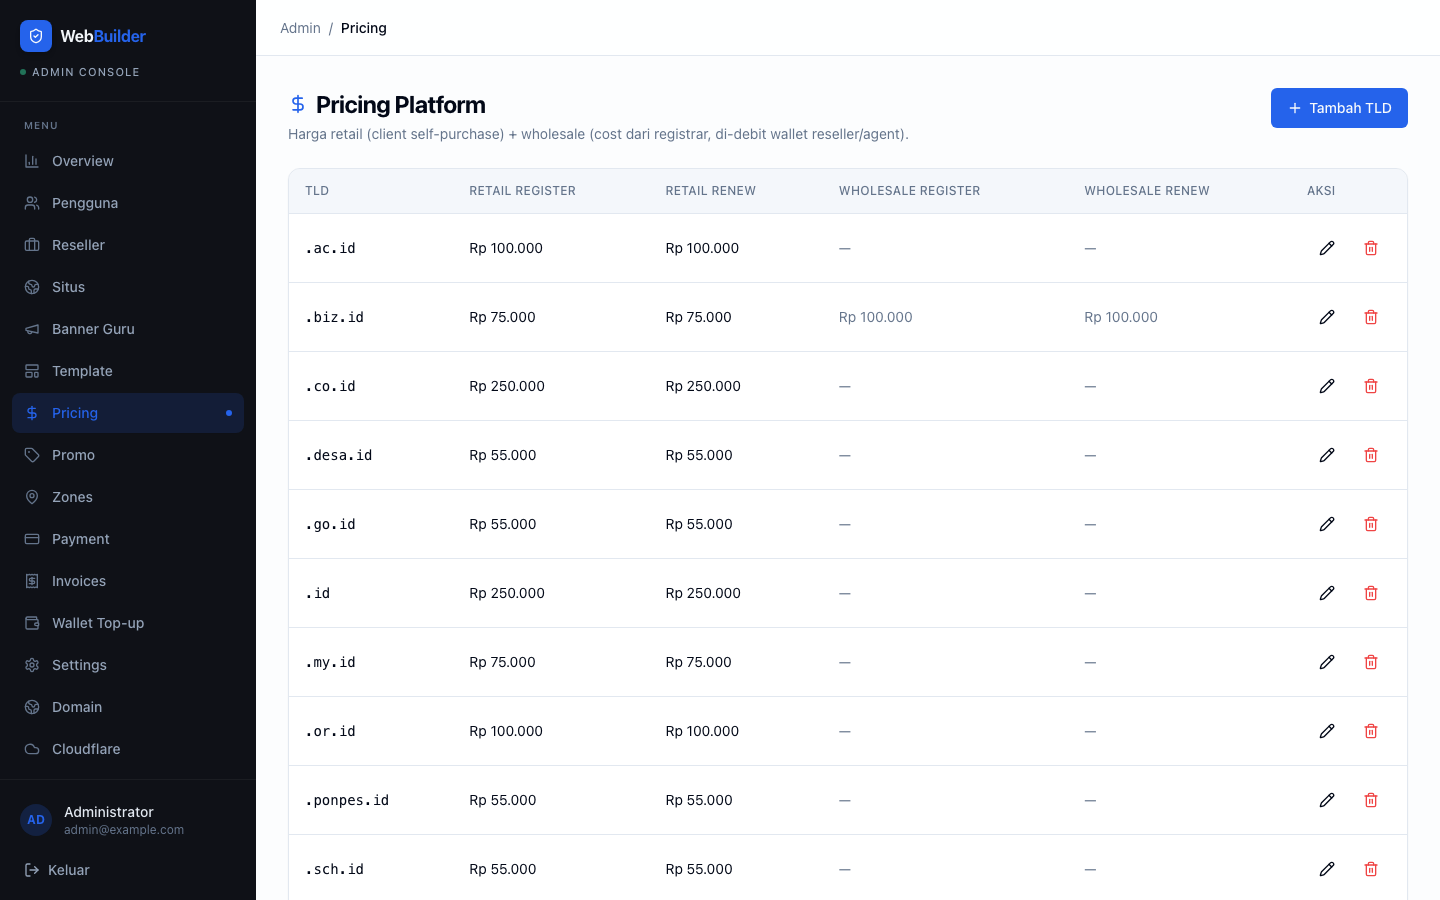 WebBuilder
ADMIN CONSOLE
MENU
Overview
Pengguna
Reseller
Situs
Banner Guru
Template
Pricing
Promo
Zones
Payment
Invoices
Wallet Top-up
Settings
Domain
Cloudflare
AD
Administrator
admin@example.com
Keluar
Admin / Pricing
Pricing Platform
Harga retail (client self-purchase) + wholesale (cost dari registrar, di-debit wallet reseller/agent).
Tambah TLD
TLD RETAIL REGISTER RETAIL RENEW WHOLESALE REGISTER WHOLESALE RENEW AKSI
.ac.id Rp 100.000 Rp 100.000 — —
.biz.id Rp 75.000 Rp 75.000 Rp 100.000 Rp 100.000
.co.id Rp 250.000 Rp 250.000 — —
.desa.id Rp 55.000 Rp 55.000 — —
.go.id Rp 55.000 Rp 55.000 — —
.id Rp 250.000 Rp 250.000 — —
.my.id Rp 75.000 Rp 75.000 — —
.or.id Rp 100.000 Rp 100.000 — —
.ponpes.id Rp 55.000 Rp 55.000 — —
.sch.id Rp 55.000 Rp 55.000 — —